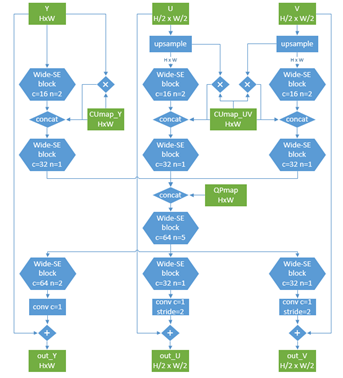 Y
HxW
U
H/2 x W/2
V
H/2 x W/2
upsample
upsample
H x W
H x W
Wide-SE
block
c=16 n=2
×
Wide-SE
block
c=16 n=2
×
×
Wide-SE
block
c=16 n=2
concat
CUmap_Y
HxW
concat
CUmap_UV
HxW
concat
Wide-SE
block
c=32 n=1
Wide-SE
block
c=32 n=1
Wide-SE
block
c=32 n=1
concat
QPmap
HxW
Wide-SE
block
c=64 n=5
Wide-SE
block
c=64 n=2
Wide-SE
block
c=32 n=1
Wide-SE
block
c=32 n=1
conv c=1
conv c=1
stride=2
conv c=1
stride=2
+
+
+
out_Y
HxW
out_U
H/2 x W/2
out_V
H/2 x W/2